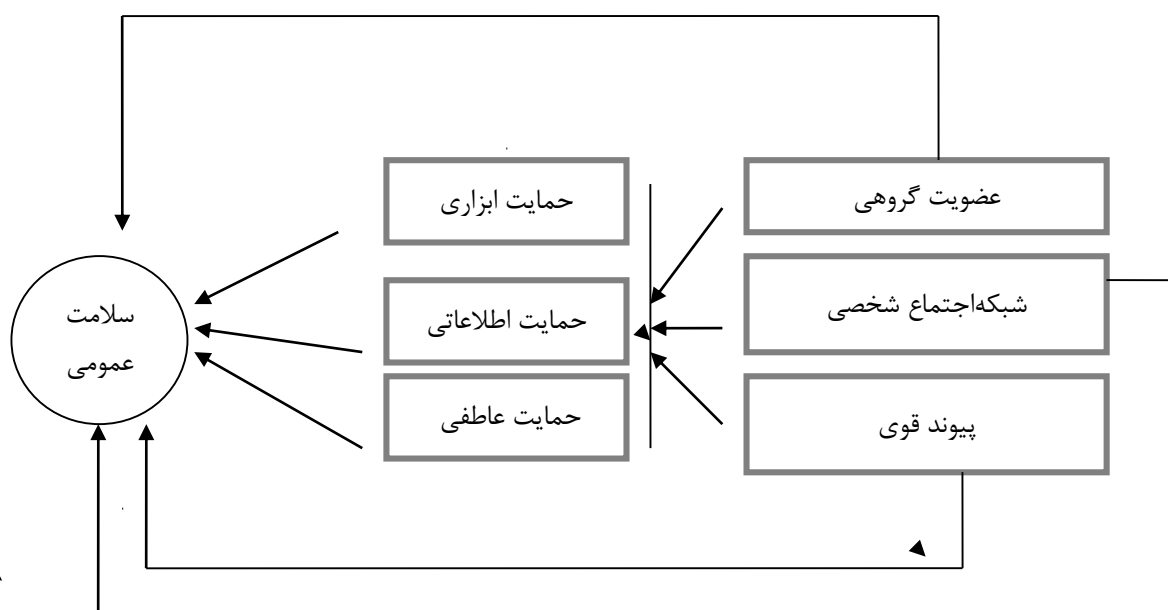 عضویت گروهی
شبکه‌اجتماع شخصی
پیوند قوی
حمایت ابزاری
حمایت اطلاعاتی
حمایت عاطفی
سلامت
عمومی